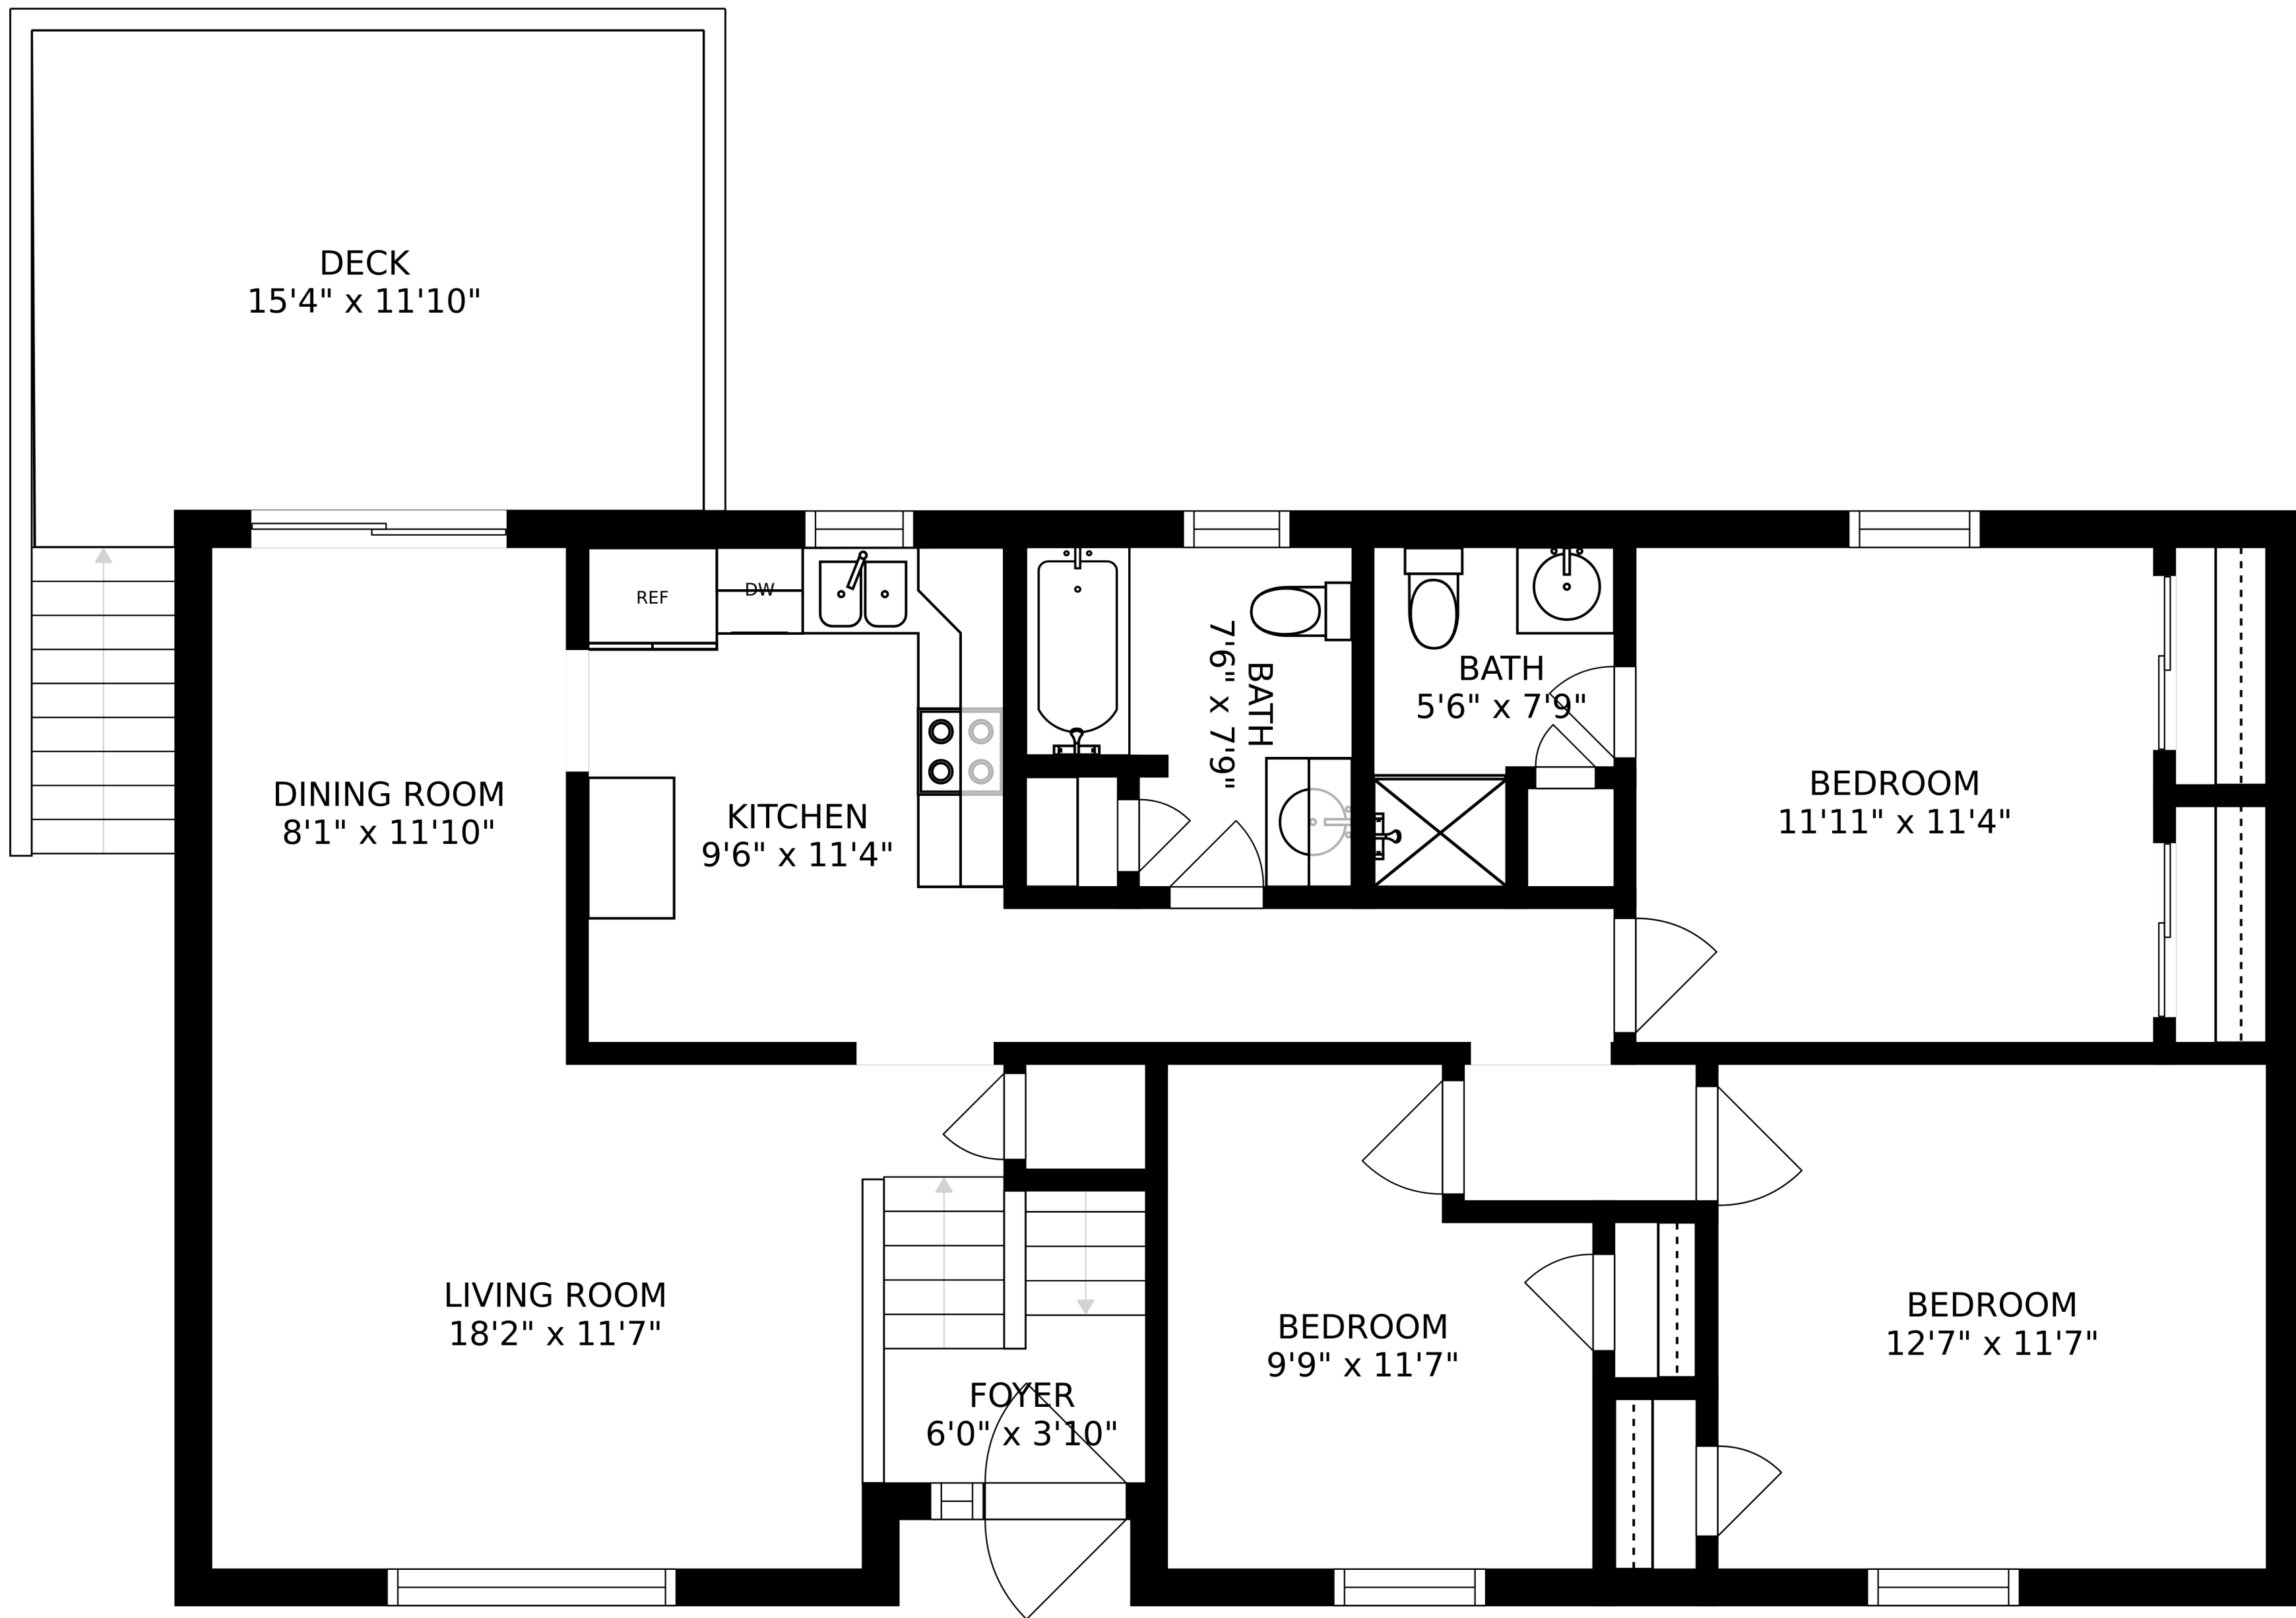 DECK
15'4" x 11'10"
REF
DW
BATH
7'6" x 7'9"
BATH
5'6" x 7'9"
DINING ROOM
8'1" x 11'10"
KITCHEN
9'6" x 11'4"
BEDROOM
11'11" x 11'4"
LIVING ROOM
18'2" x 11'7"
FOYER
6'0" x 3'10"
BEDROOM
9'9" x 11'7"
BEDROOM
12'7" x 11'7"